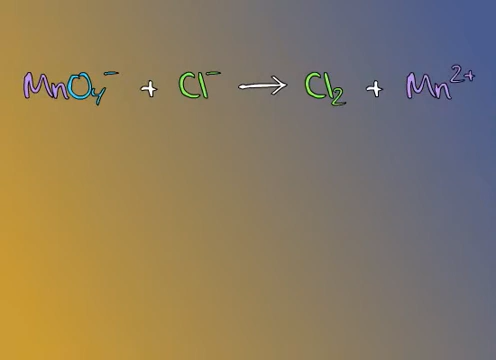 MnO₄⁻ + Cl⁻ → Cl₂ + Mn²⁺